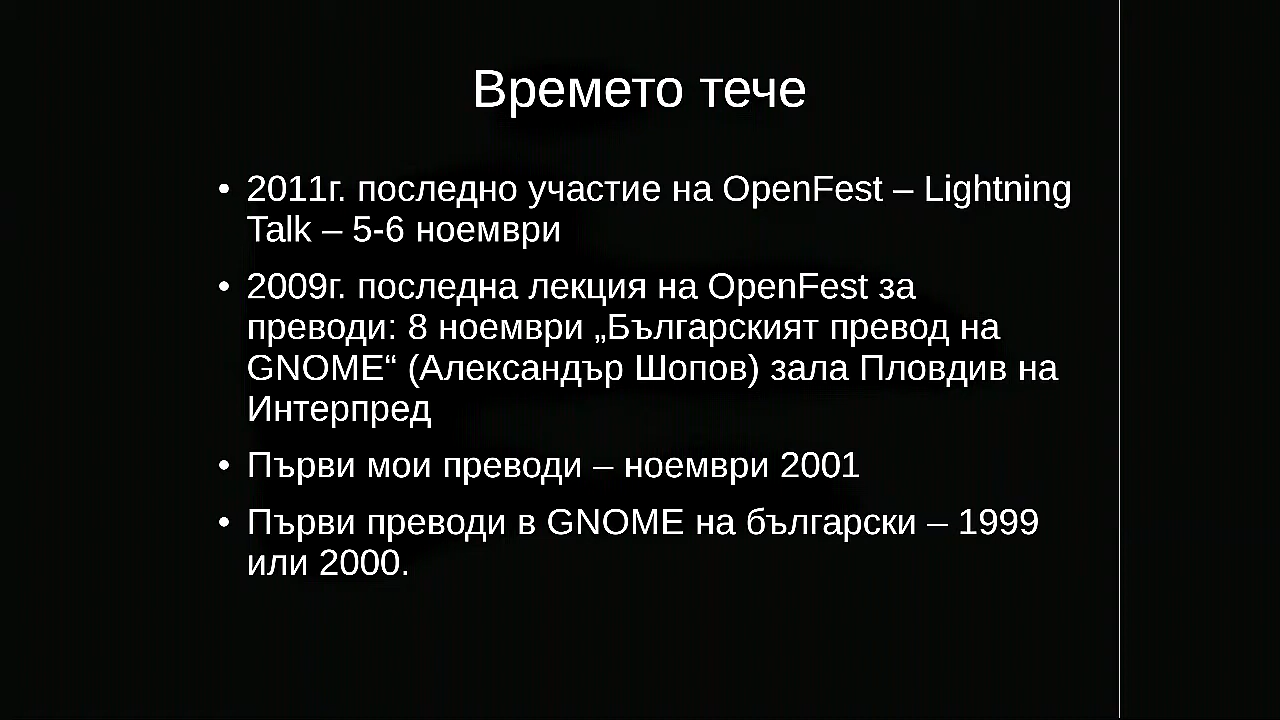 Времето тече
• 2011г. последно участие на OpenFest – Lightning
Talk – 5-6 ноември
• 2009г. последна лекция на OpenFest за
преводи: 8 ноември „Българският превод на
GNOME“ (Александър Шопов) зала Пловдив на
Интерпред
• Първи мои преводи – ноември 2001
• Първи преводи в GNOME на български – 1999
или 2000.